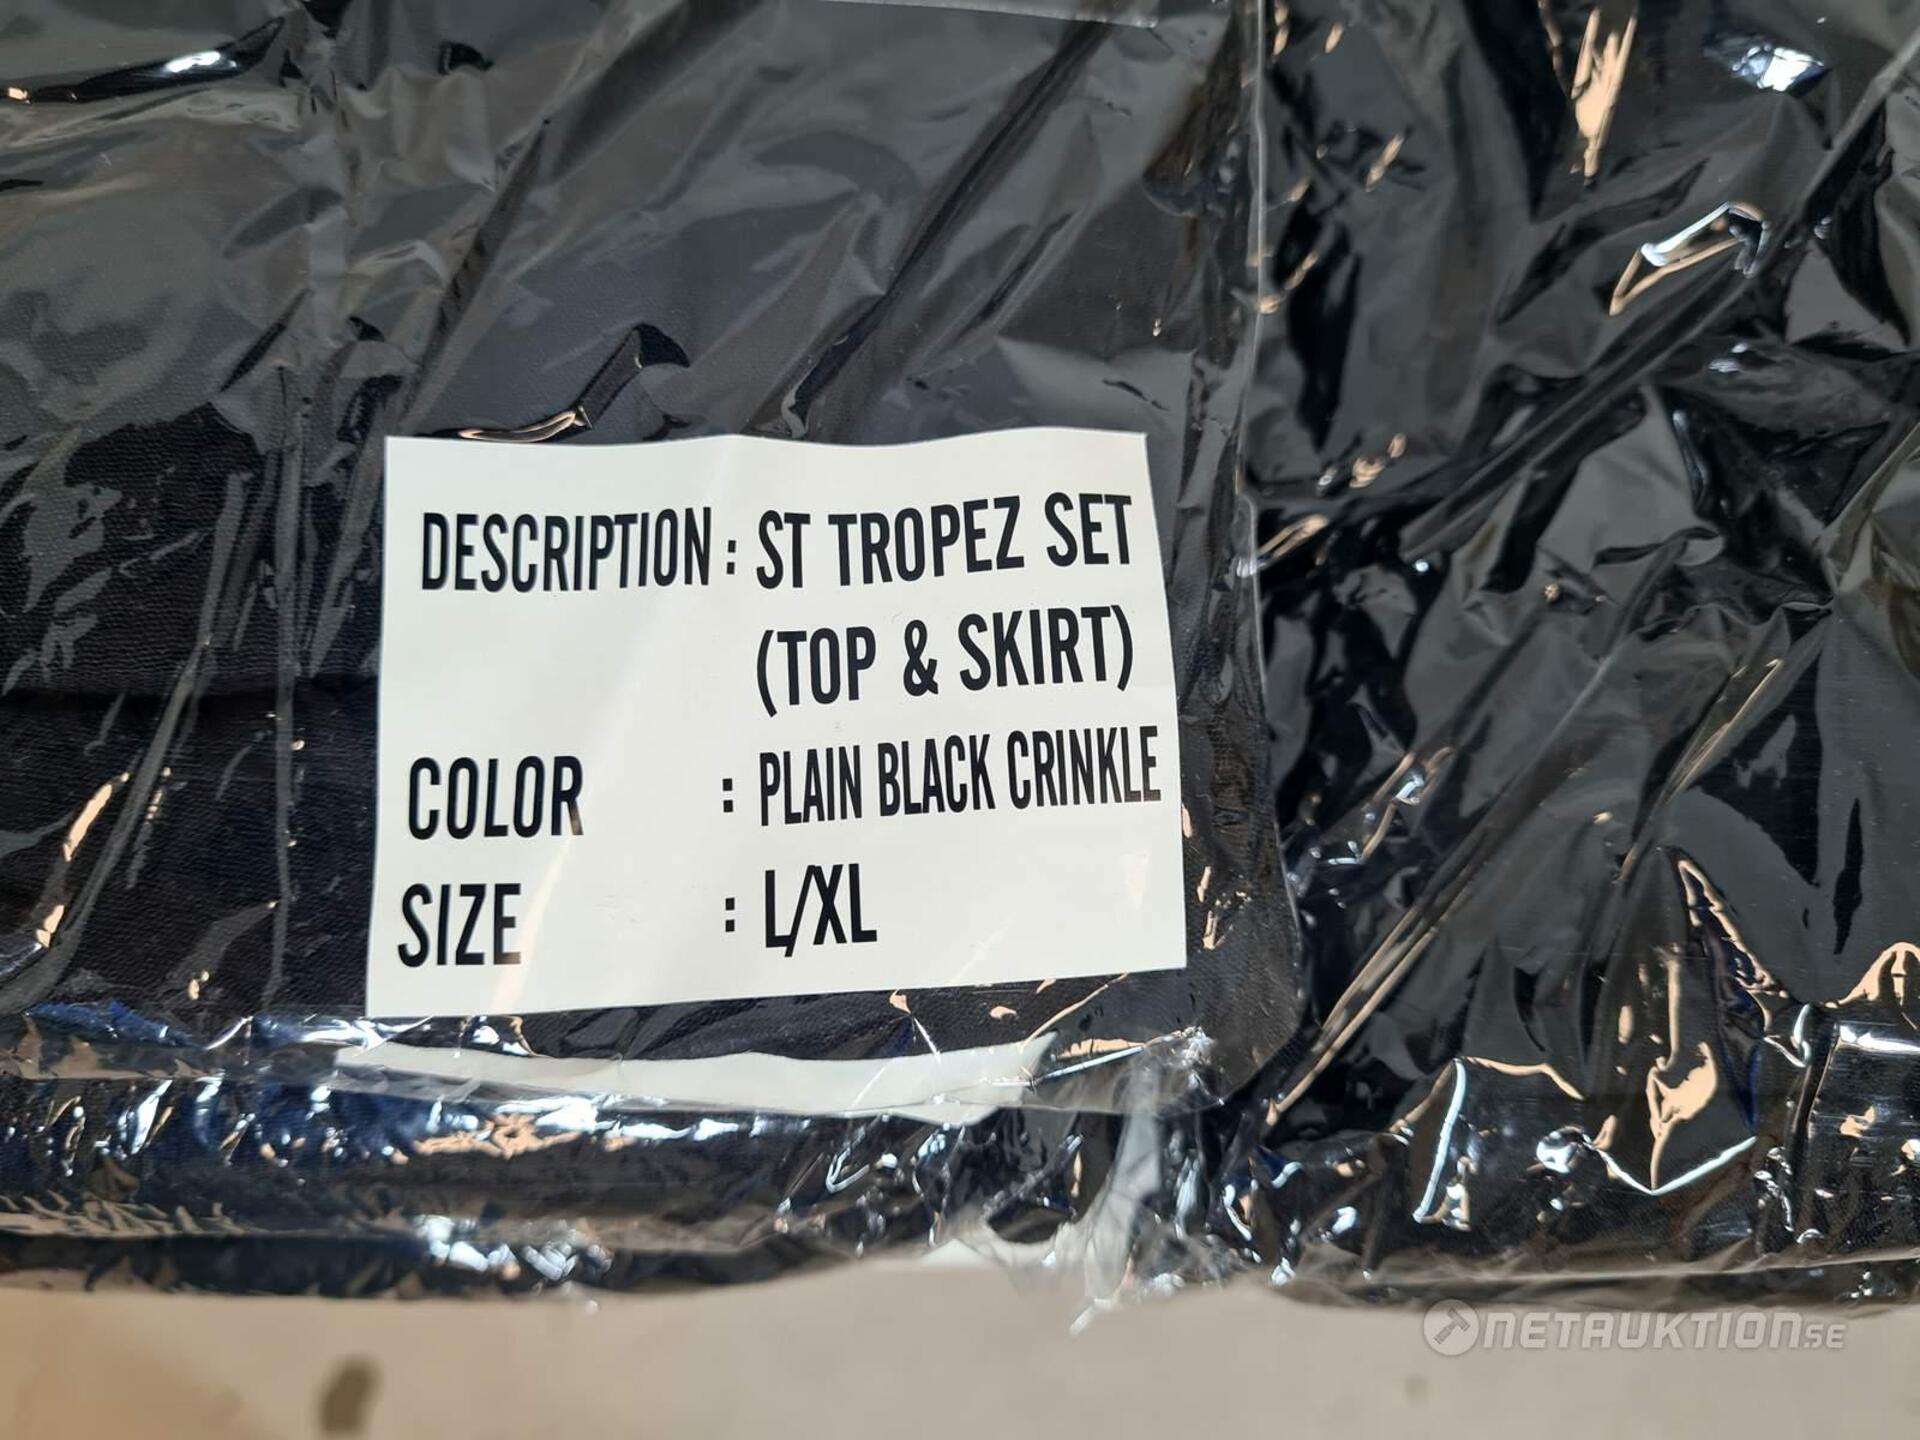 DESCRIPTION : ST TROPEZ SET
(TOP & SKIRT)
COLOR : PLAIN BLACK CRINKLE
SIZE : L/XL
NETAUKTION.SE